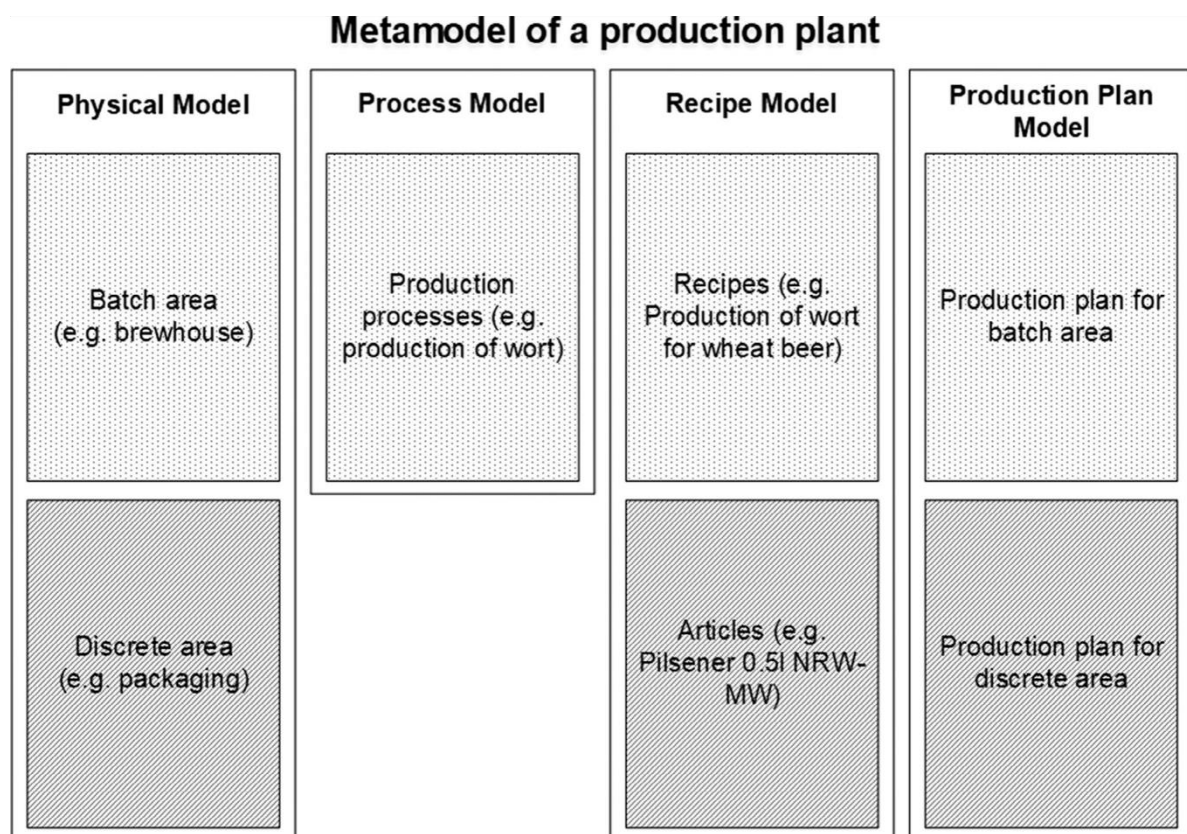 Metamodel of a production plant
Physical Model
Batch area
(e.g. brewhouse)
Discrete area
(e.g. packaging)
Process Model
Production
processes (e.g.
production of wort)
Recipe Model
Recipes (e.g.
Production of wort
for wheat beer)
Articles (e.g.
Pilsener 0.5l NRW-
MW)
Production Plan
Model
Production plan for
batch area
Production plan for
discrete area